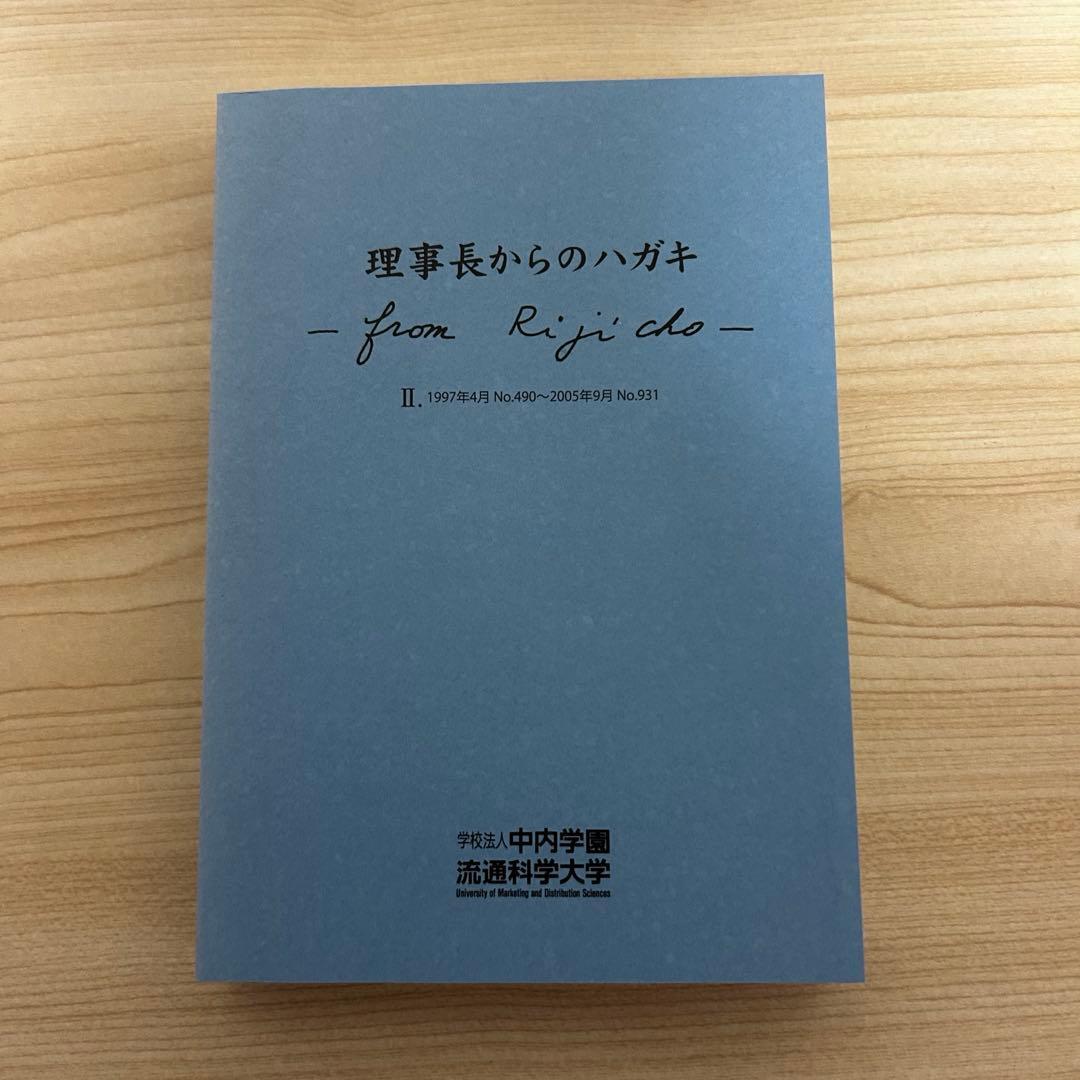 理事長からのハガキ
— from Rijicho —
Ⅱ. 1997年4月 No.490～2005年9月 No.931
学校法人 中内学園
流通科学大学
University of Marketing and Distribution Sciences